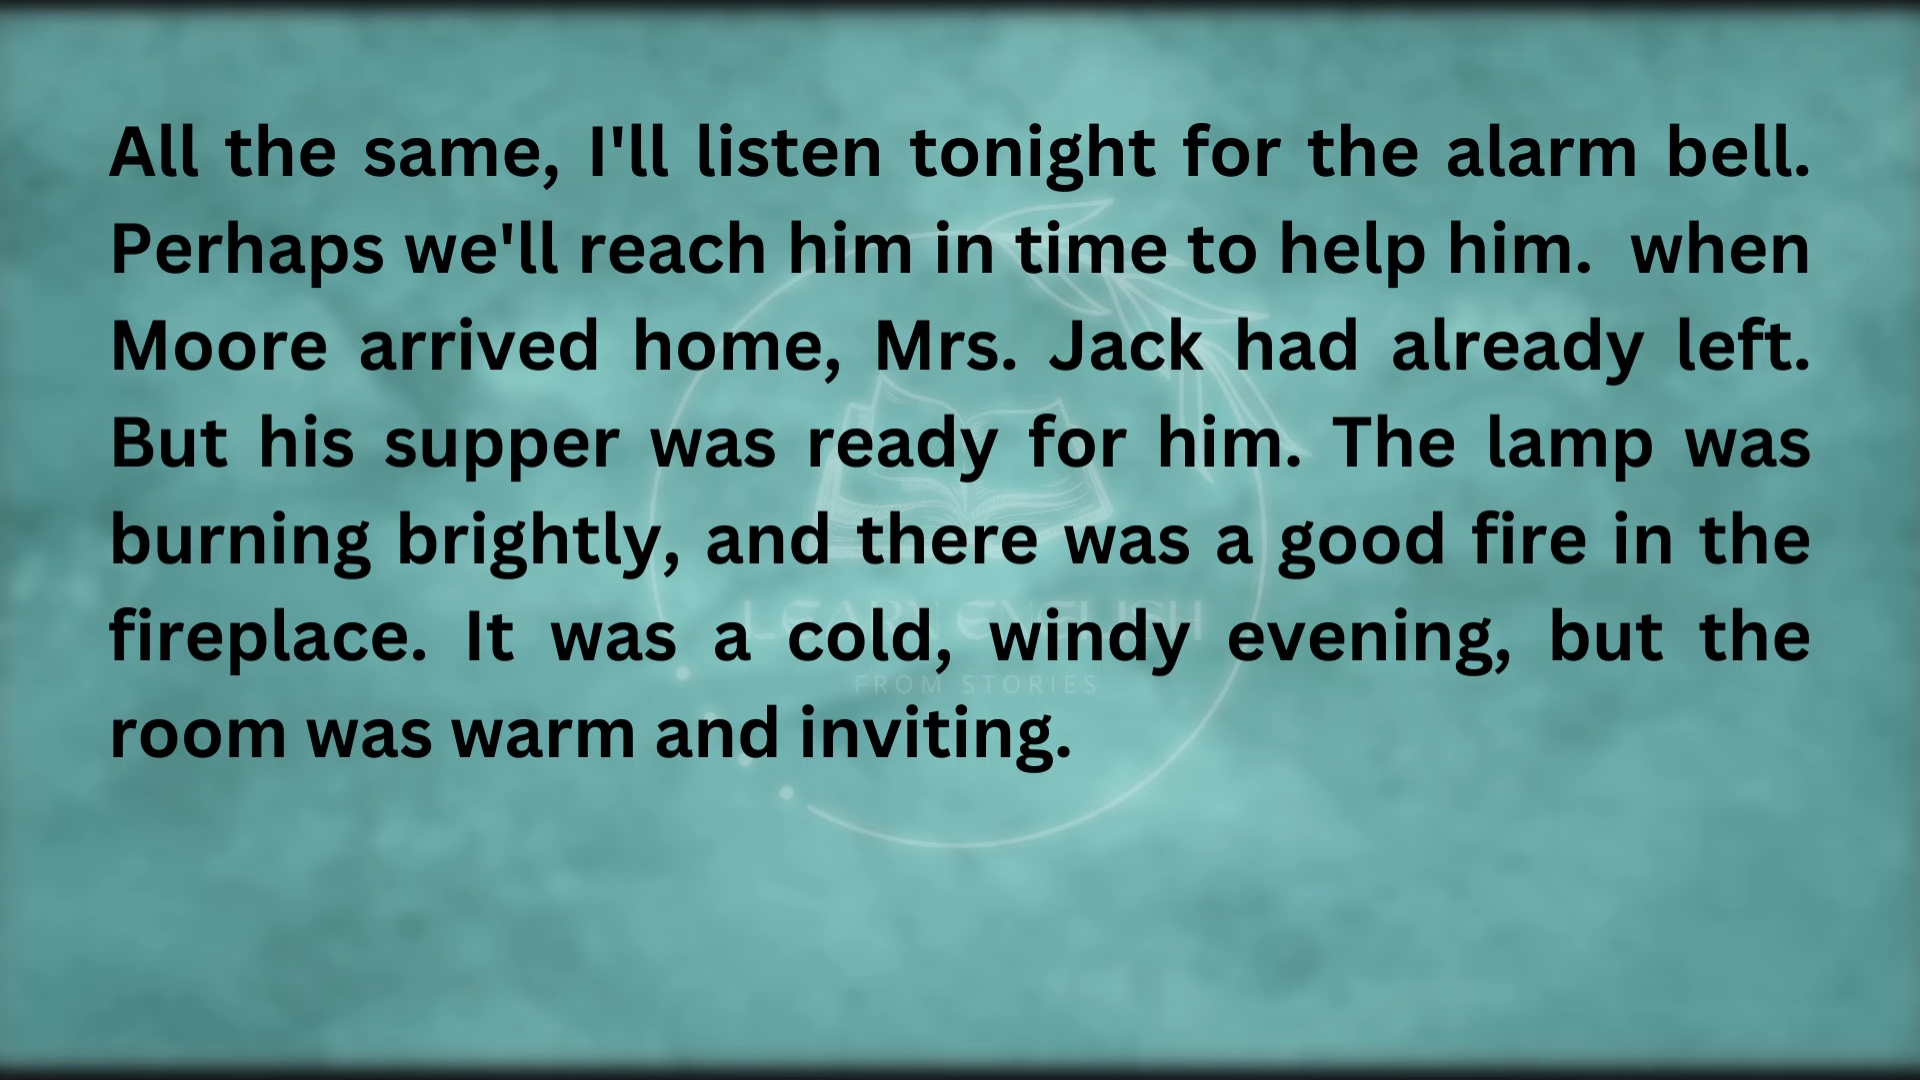 All the same, I'll listen tonight for the alarm bell.
Perhaps we'll reach him in time to help him.  when
Moore arrived home, Mrs. Jack had already left.
But his supper was ready for him. The lamp was
burning brightly, and there was a good fire in the
fireplace. It was a cold, windy evening, but the
room was warm and inviting.
LEARN ENGLISH
FROM STORIES